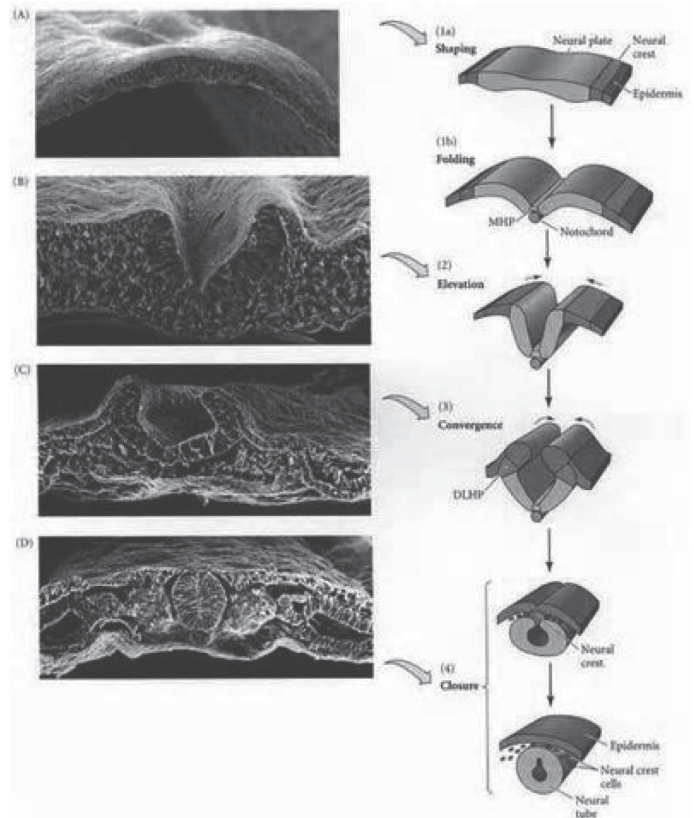 (A)
(1a)
Shaping
Neural plate
Neural
crest
Epidermis
(1b)
Folding
MHP
Notochord
(B)
(2)
Elevation
(C)
(3)
Convergence
DLHP
(D)
Neural
crest
(4)
Closure
Epidermis
Neural crest
cells
Neural
tube